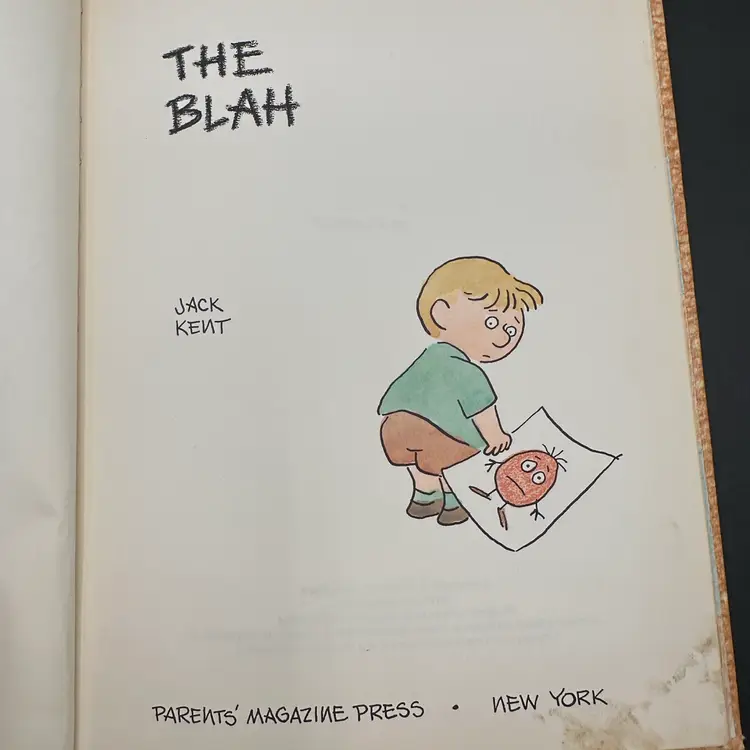 THE
BLAH
JACK
KENT
PARENTS' MAGAZINE PRESS • NEW YORK